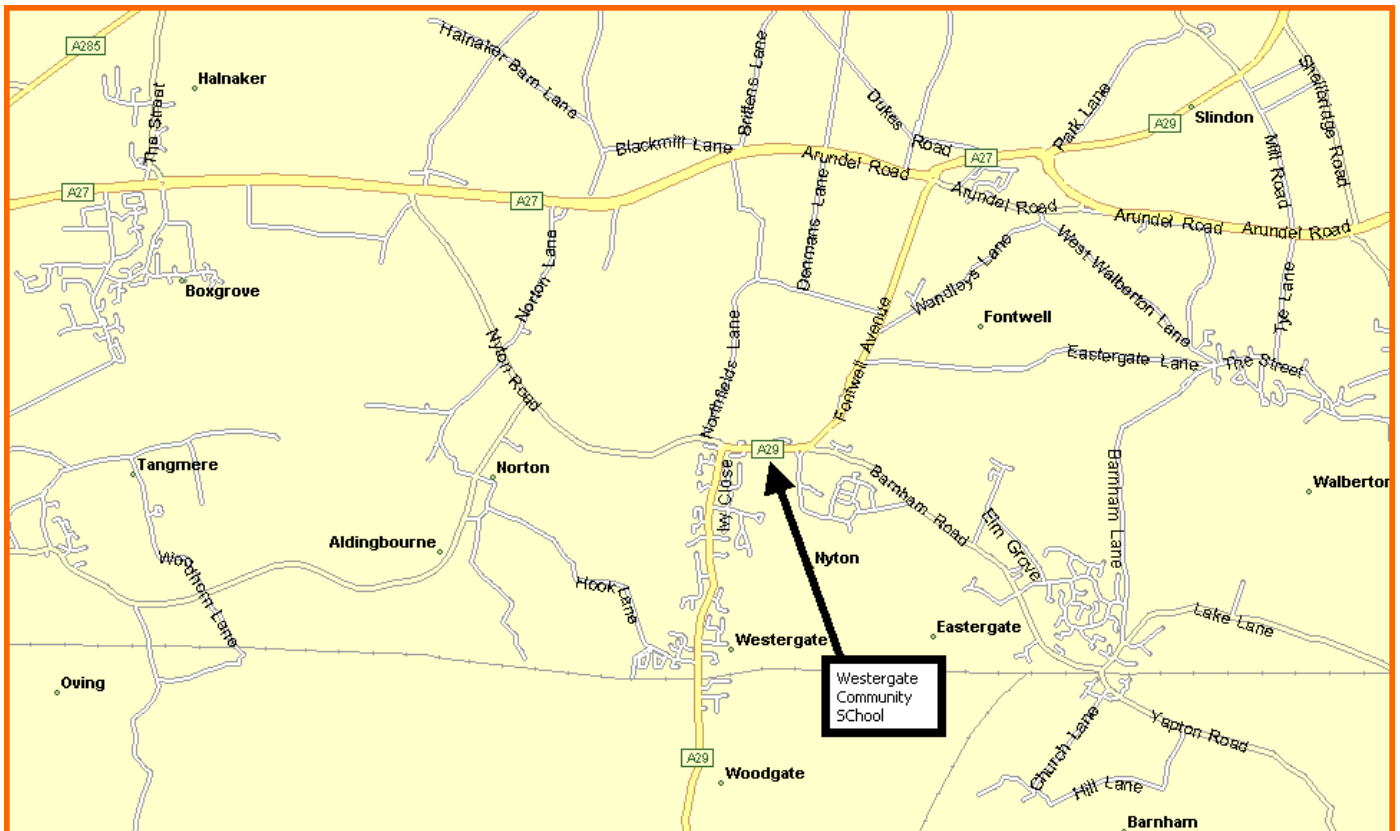 A285
Halnaker
The Street
Halnaker Barn Lane
Brittens Lane
Dukes Road
Park Lane
A29
Slindon
Shellbridge Road
Mill Road
Blackmill Lane
Arundel Road
A27
A27
A27
Arundel Road
Arundel Road
Arundel Road
Boxgrove
Norton Lane
Denmans Lane
Wandleys Lane
West Walberton Lane
Tye Lane
Fontwell
Nyton Road
Northfields Lane
Fontwell Avenue
Eastergate Lane
The Street
Tangmere
Norton
A29
Ivy Close
Barnham Road
Barnham Lane
Walberton
Aldingbourne
Woodhorn Lane
Hook Lane
Nyton
Elm Grove
Lake Lane
Westergate
Eastergate
Oving
Westergate
Community
SChool
A29
Woodgate
Church Lane
Yapton Road
Hill Lane
Barnham